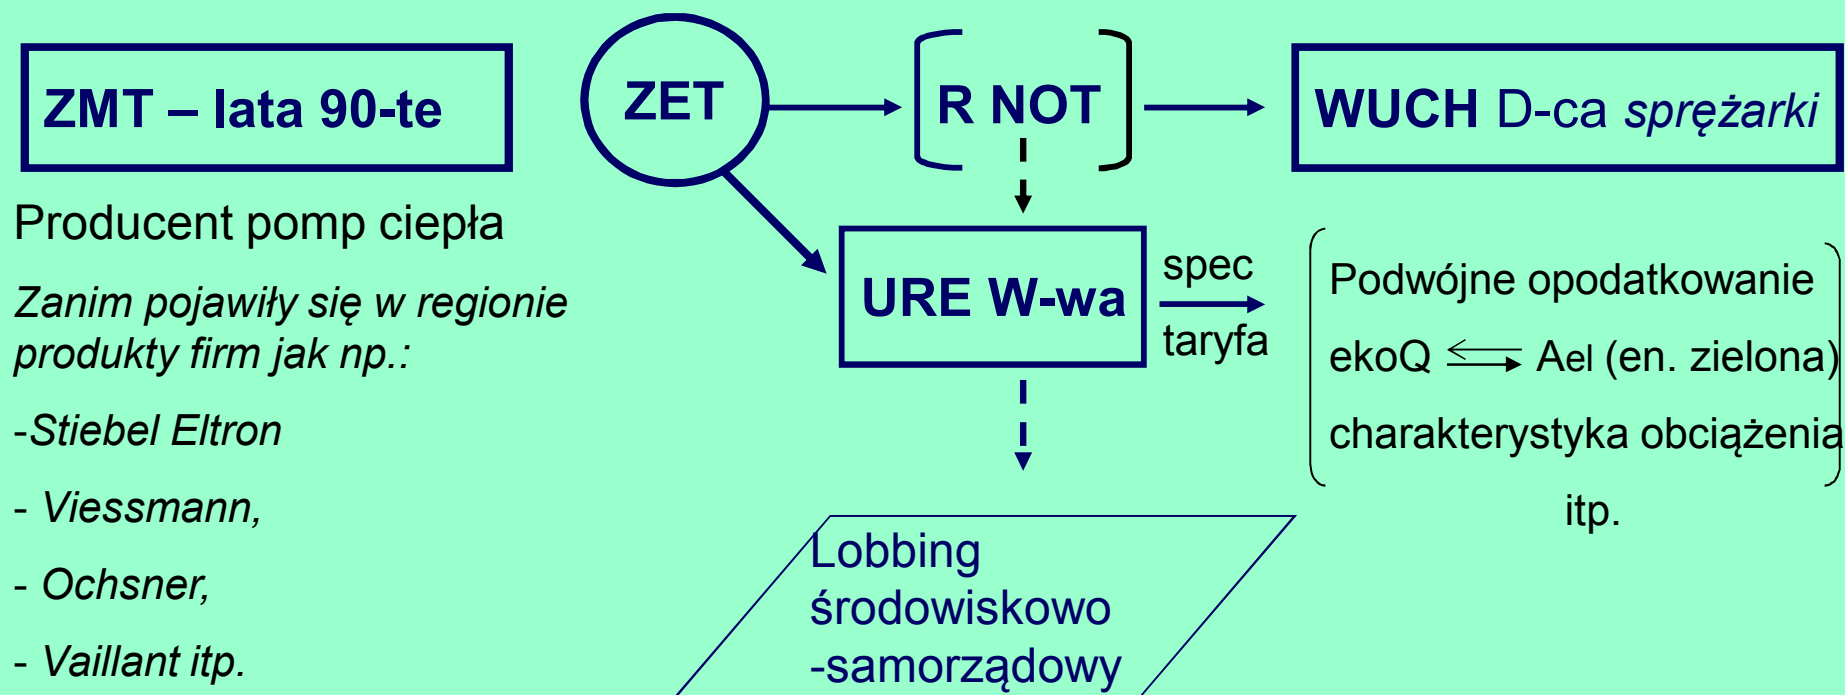 ZMT – lata 90-te
Producent pomp ciepła
Zanim pojawiły się w regionie
produkty firm jak np.:
-Stiebel Eltron
- Viessmann,
- Ochsner,
- Vaillant itp.
ZET
R NOT
WUCH D-ca sprężarki
URE W-wa
spec
taryfa
Podwójne opodatkowanie
ekoQ Ael (en. zielona)
charakterystyka obciążenia
itp.
Lobbing
środowiskowo
-samorządowy